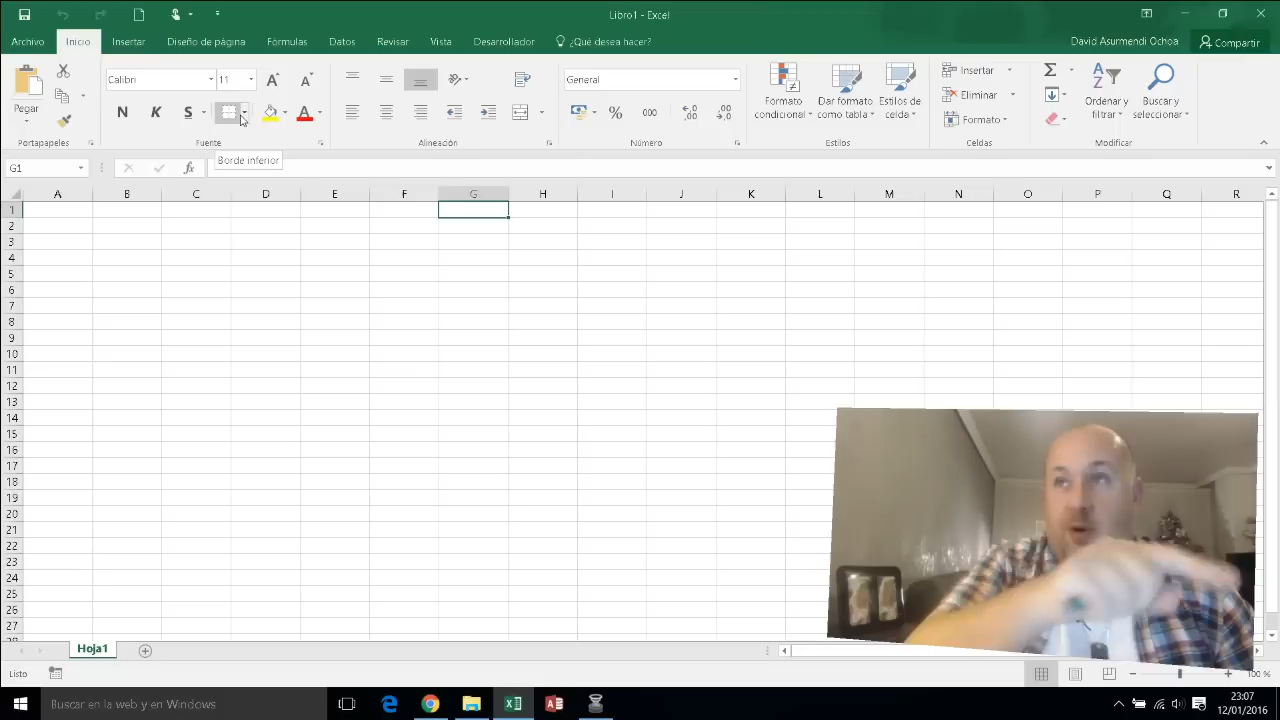 Libro1 - Excel
Archivo Inicio Insertar Diseño de página Fórmulas Datos Revisar Vista Desarrollador ¿Qué desea hacer? David Asurmendi Ochoa Compartir
Pegar
Portapapeles
Calibri 11
N K S
Fuente
Alineación
General
% 000
Número
Formato condicional
Dar formato como tabla
Estilos de celda
Estilos
Insertar
Eliminar
Formato
Celdas
Ordenar y filtrar
Buscar y seleccionar
Modificar
Borde inferior
G1 fx
A B C D E F G H I J K L M N O P Q R
1
2
3
4
5
6
7
8
9
10
11
12
13
14
15
16
17
18
19
20
21
22
23
24
25
26
27
28
Hoja1
Listo 100 %
Buscar en la web y en Windows
23:07
12/01/2016